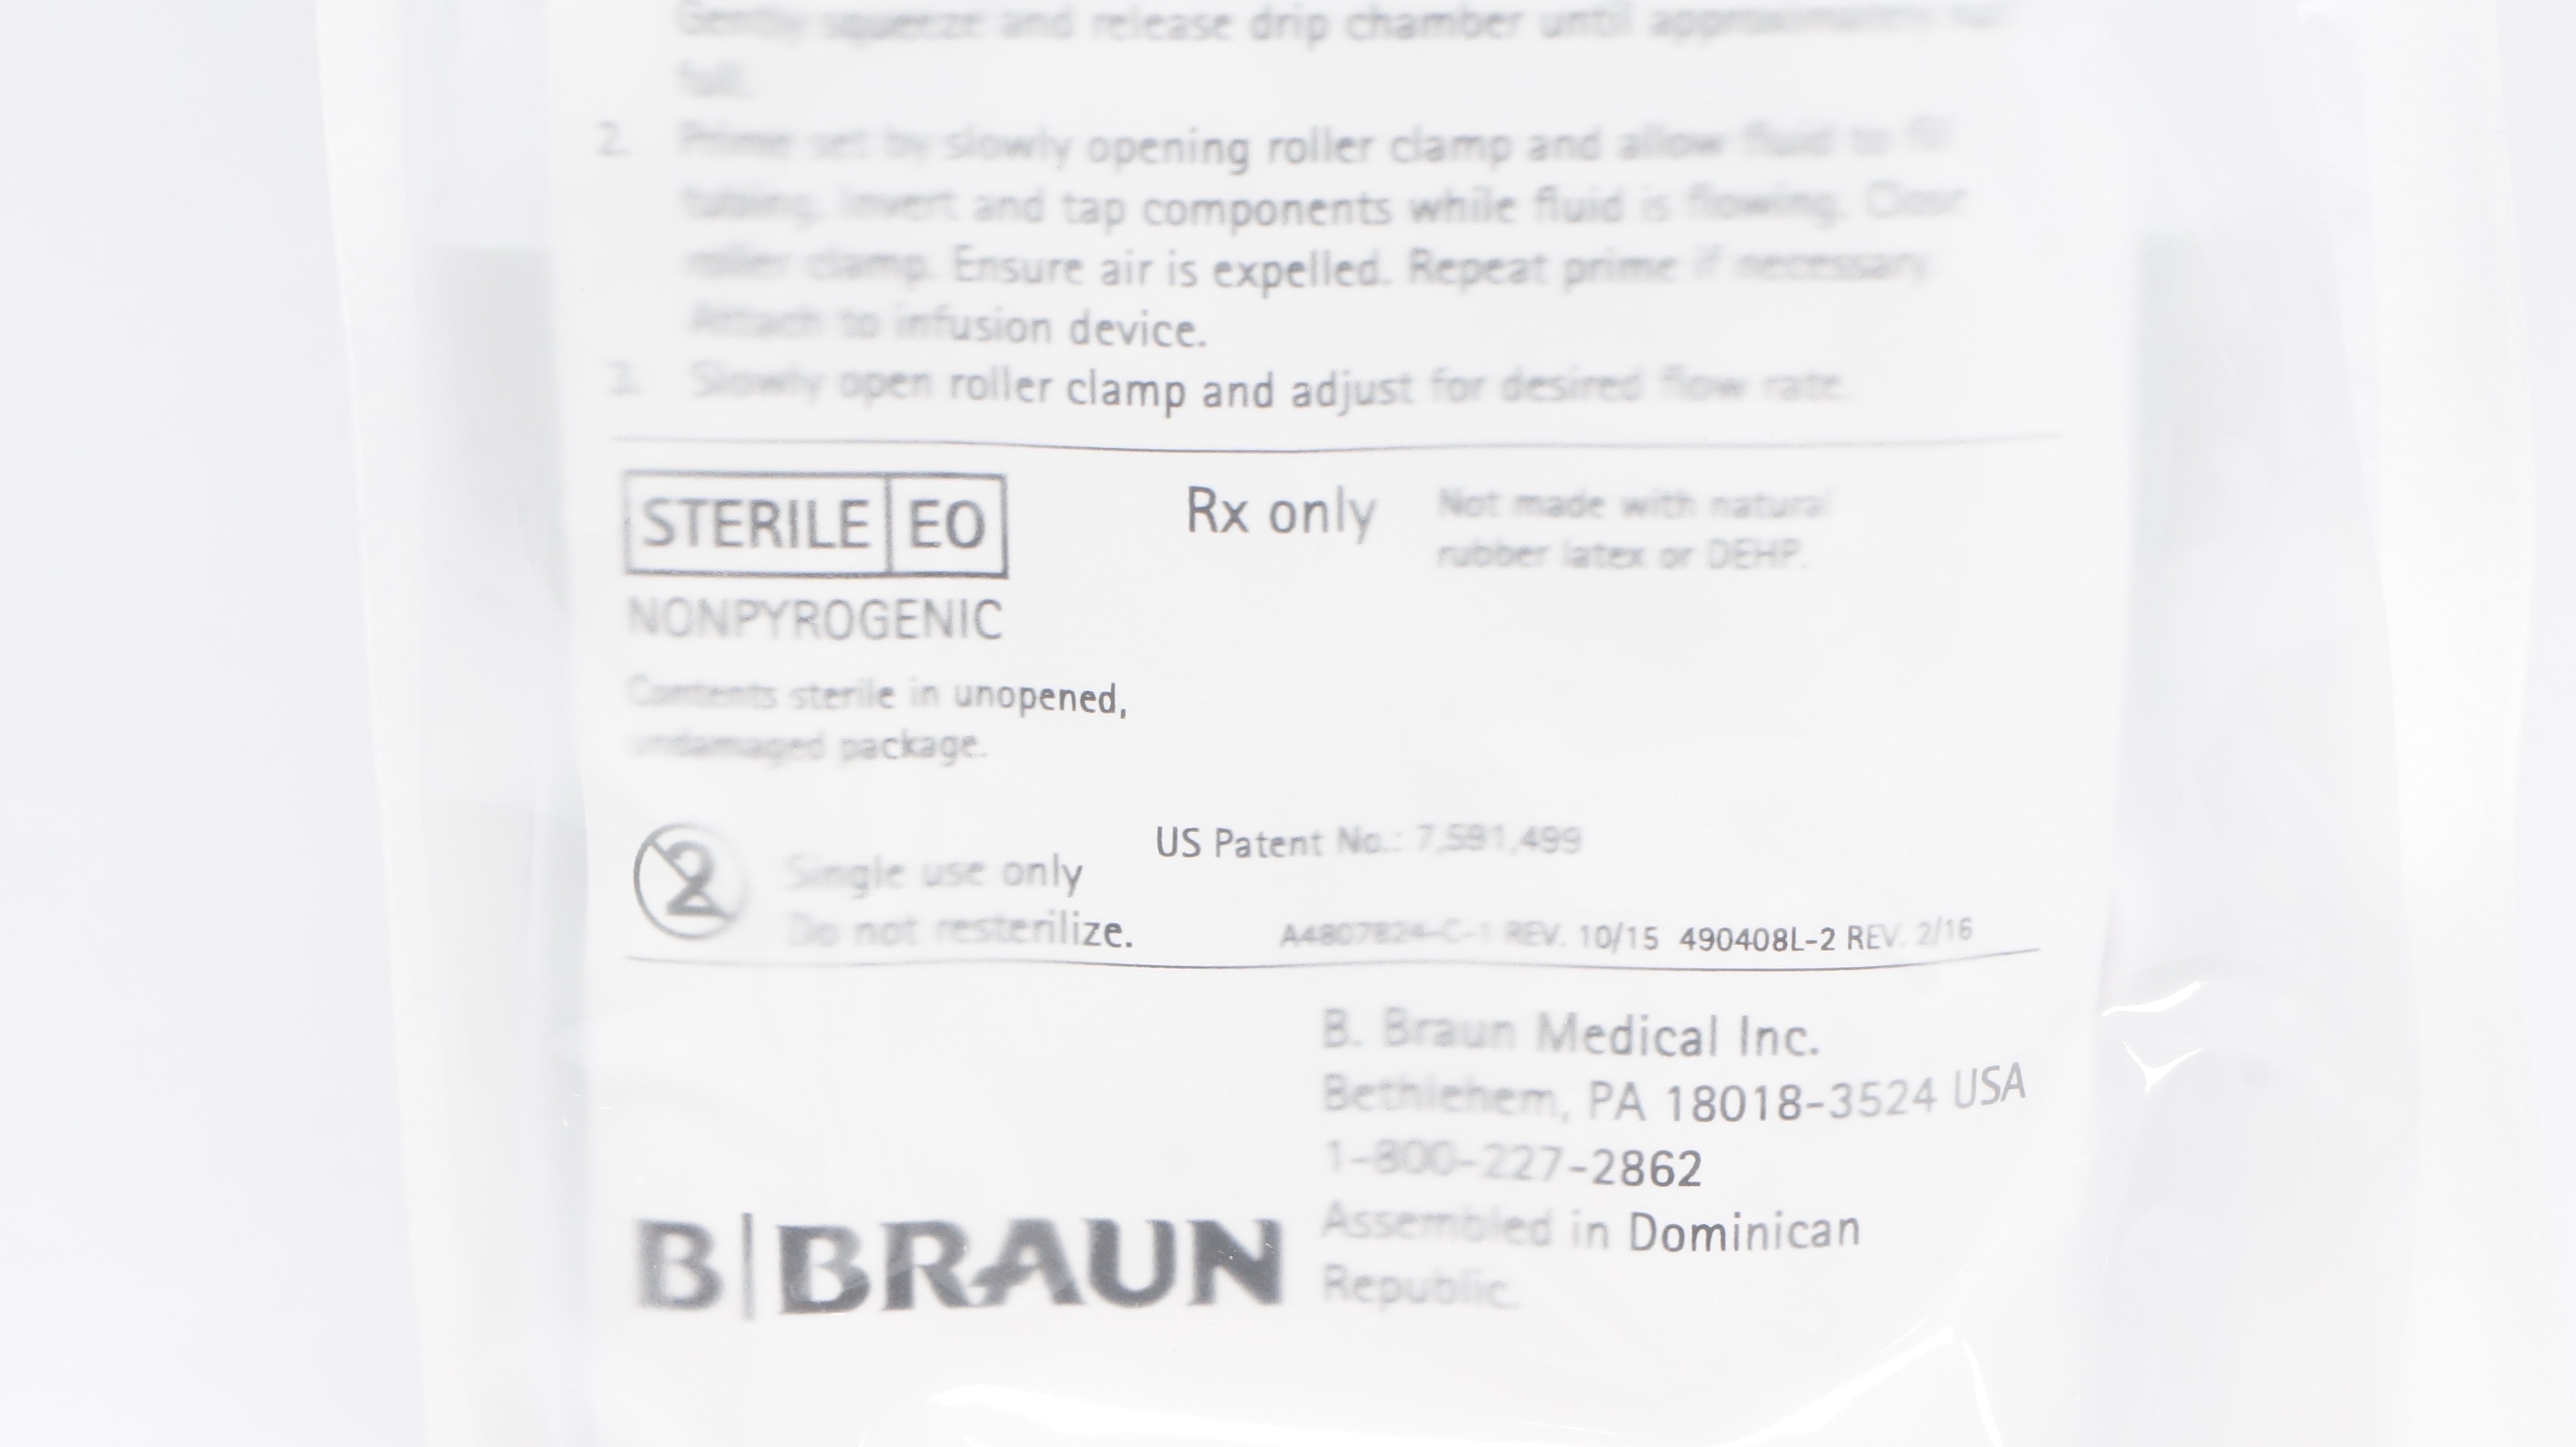 Gently squeeze and release drip chamber until approximately
full.
2. Prime set by slowly opening roller clamp and allow fluid to fill
tubing. Invert and tap components while fluid is flowing. Close
roller clamp. Ensure air is expelled. Repeat prime if necessary.
Attach to infusion device.
3. Slowly open roller clamp and adjust for desired flow rate.
STERILE EO
Rx only
Not made with natural
rubber latex or DEHP.
NONPYROGENIC
Contents sterile in unopened,
undamaged package.
2
Single use only
Do not resterilize.
US Patent No.: 7,591,499
A4807824-C-1 REV. 10/15 490408L-2 REV. 2/16
B. Braun Medical Inc.
Bethlehem, PA 18018-3524 USA
1-800-227-2862
Assembled in Dominican
Republic.
B|BRAUN